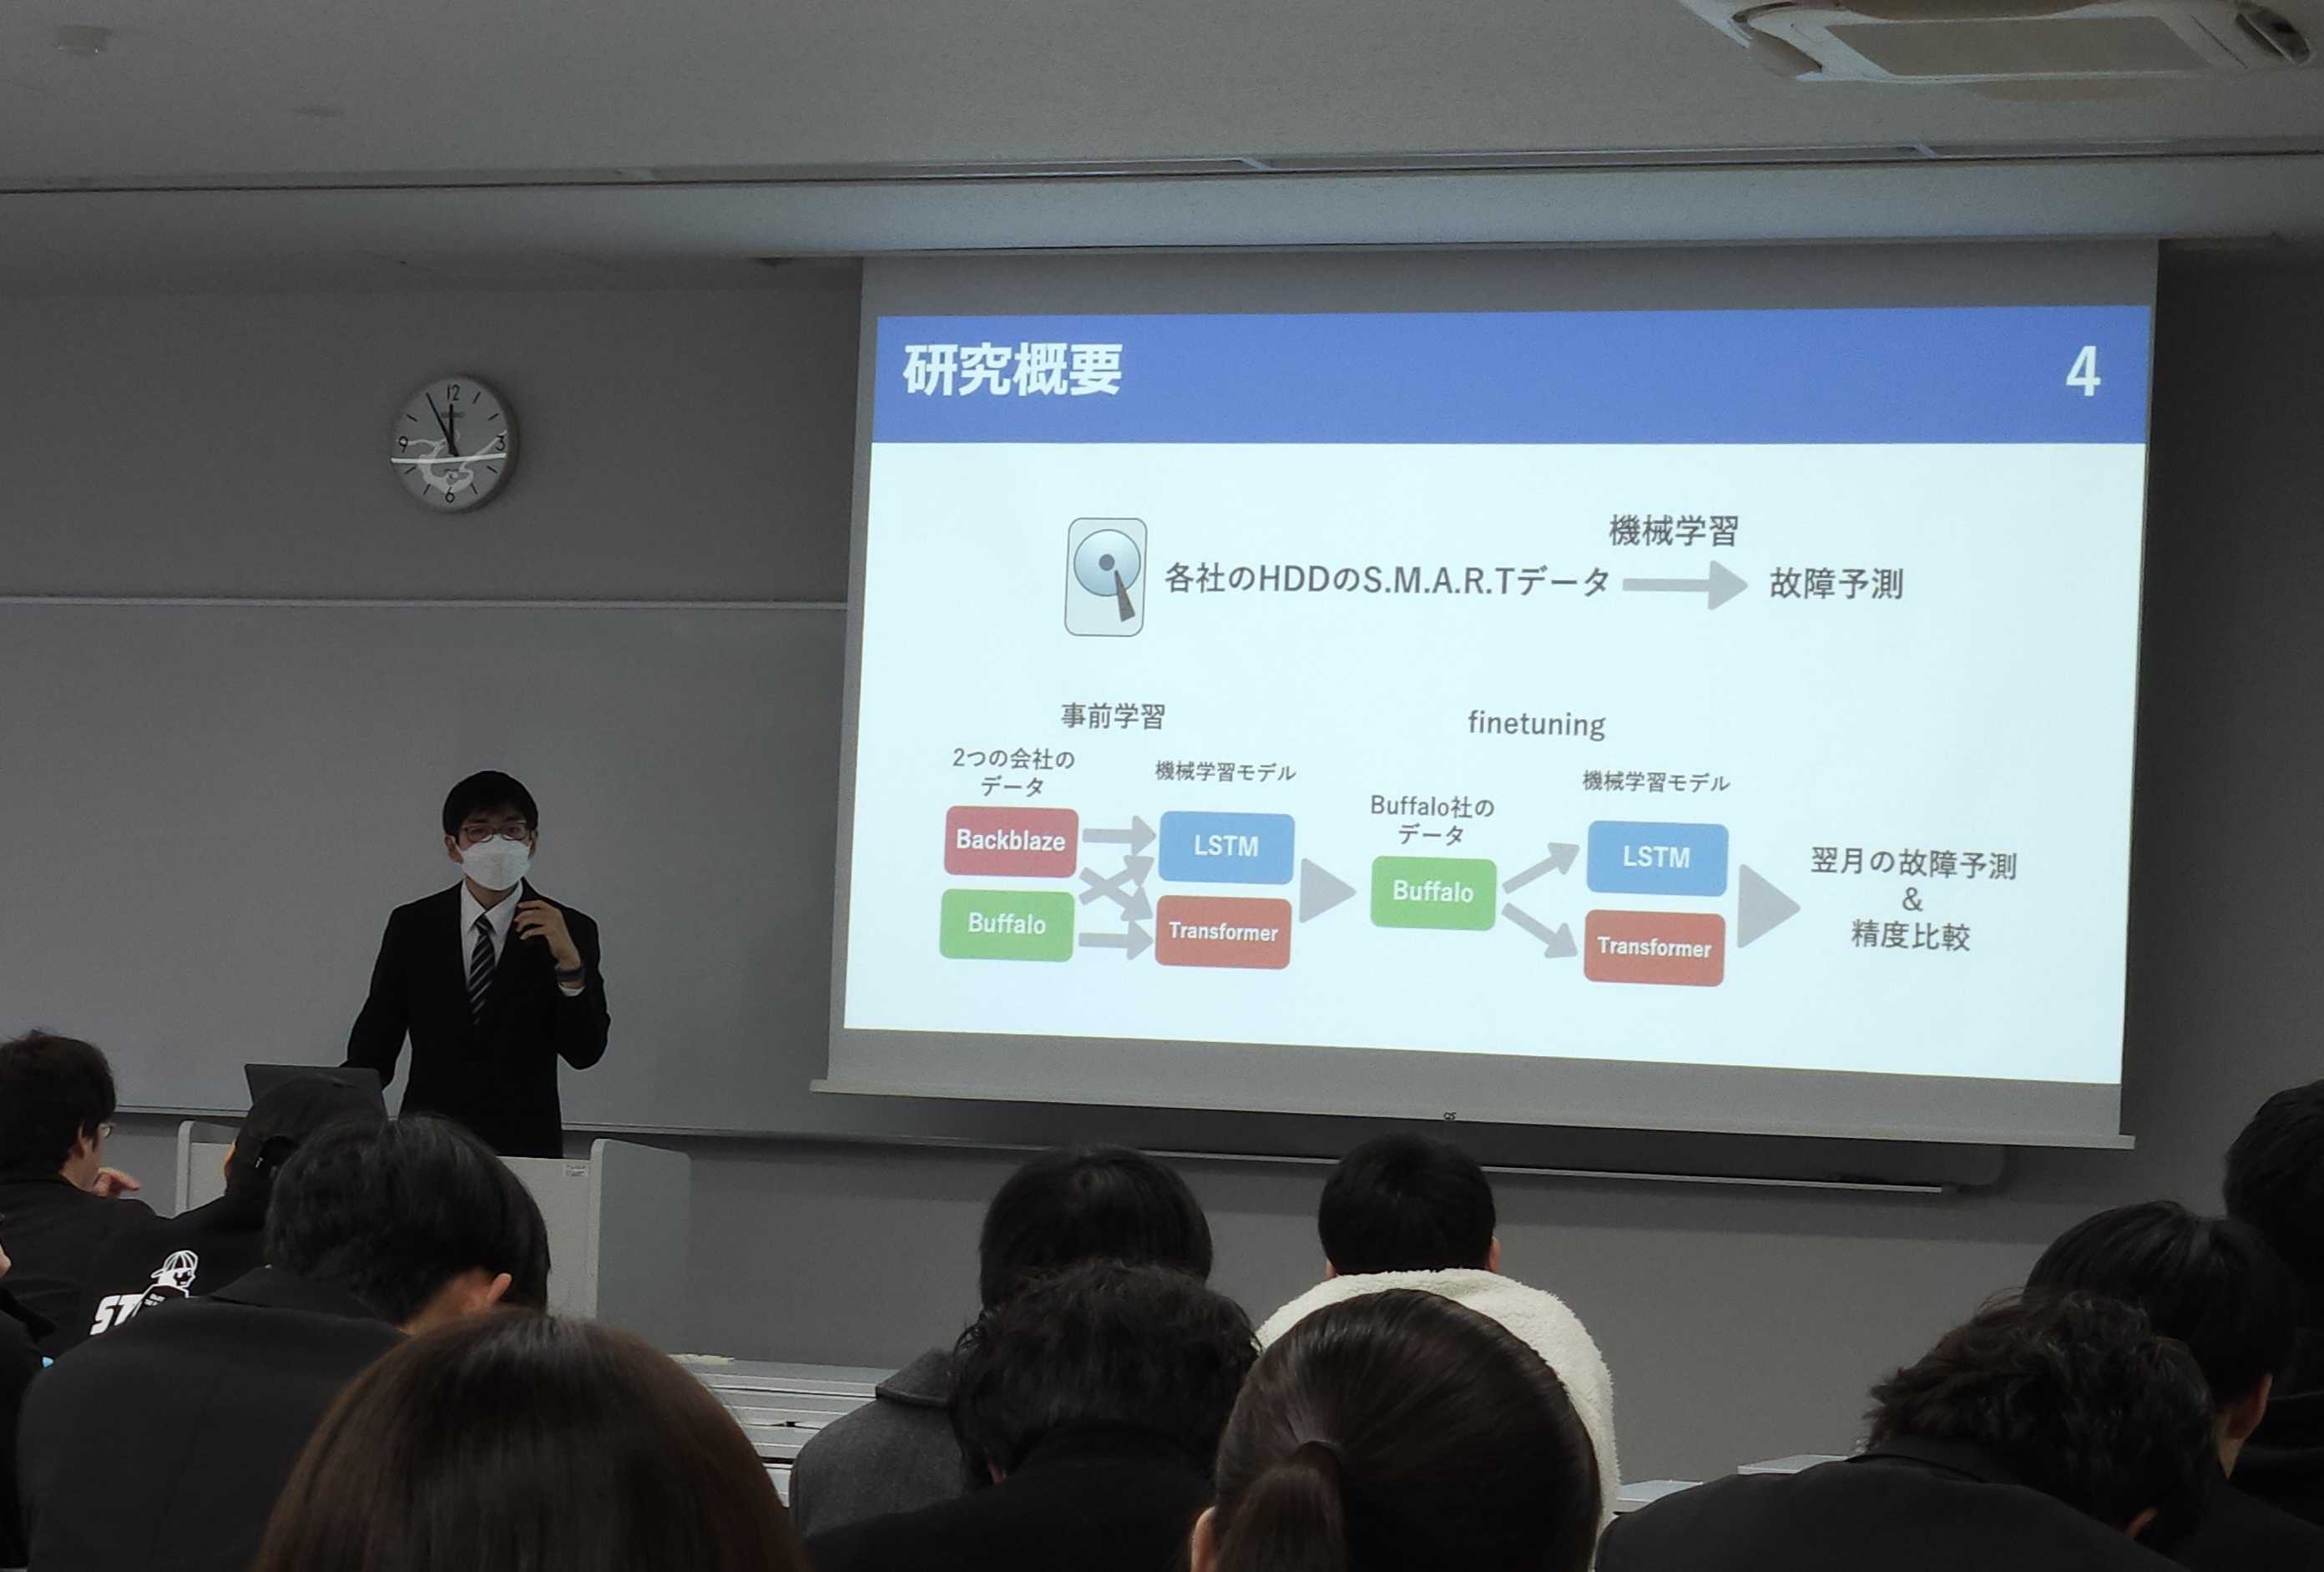 研究概要
4
機械学習
各社のHDDのS.M.A.R.Tデータ
故障予測
事前学習
finetuning
2つの会社の
データ
機械学習モデル
Backblaze
LSTM
Buffalo
Transformer
Buffalo社の
データ
Buffalo
機械学習モデル
LSTM
Transformer
翌月の故障予測
&
精度比較
12
3
6
9